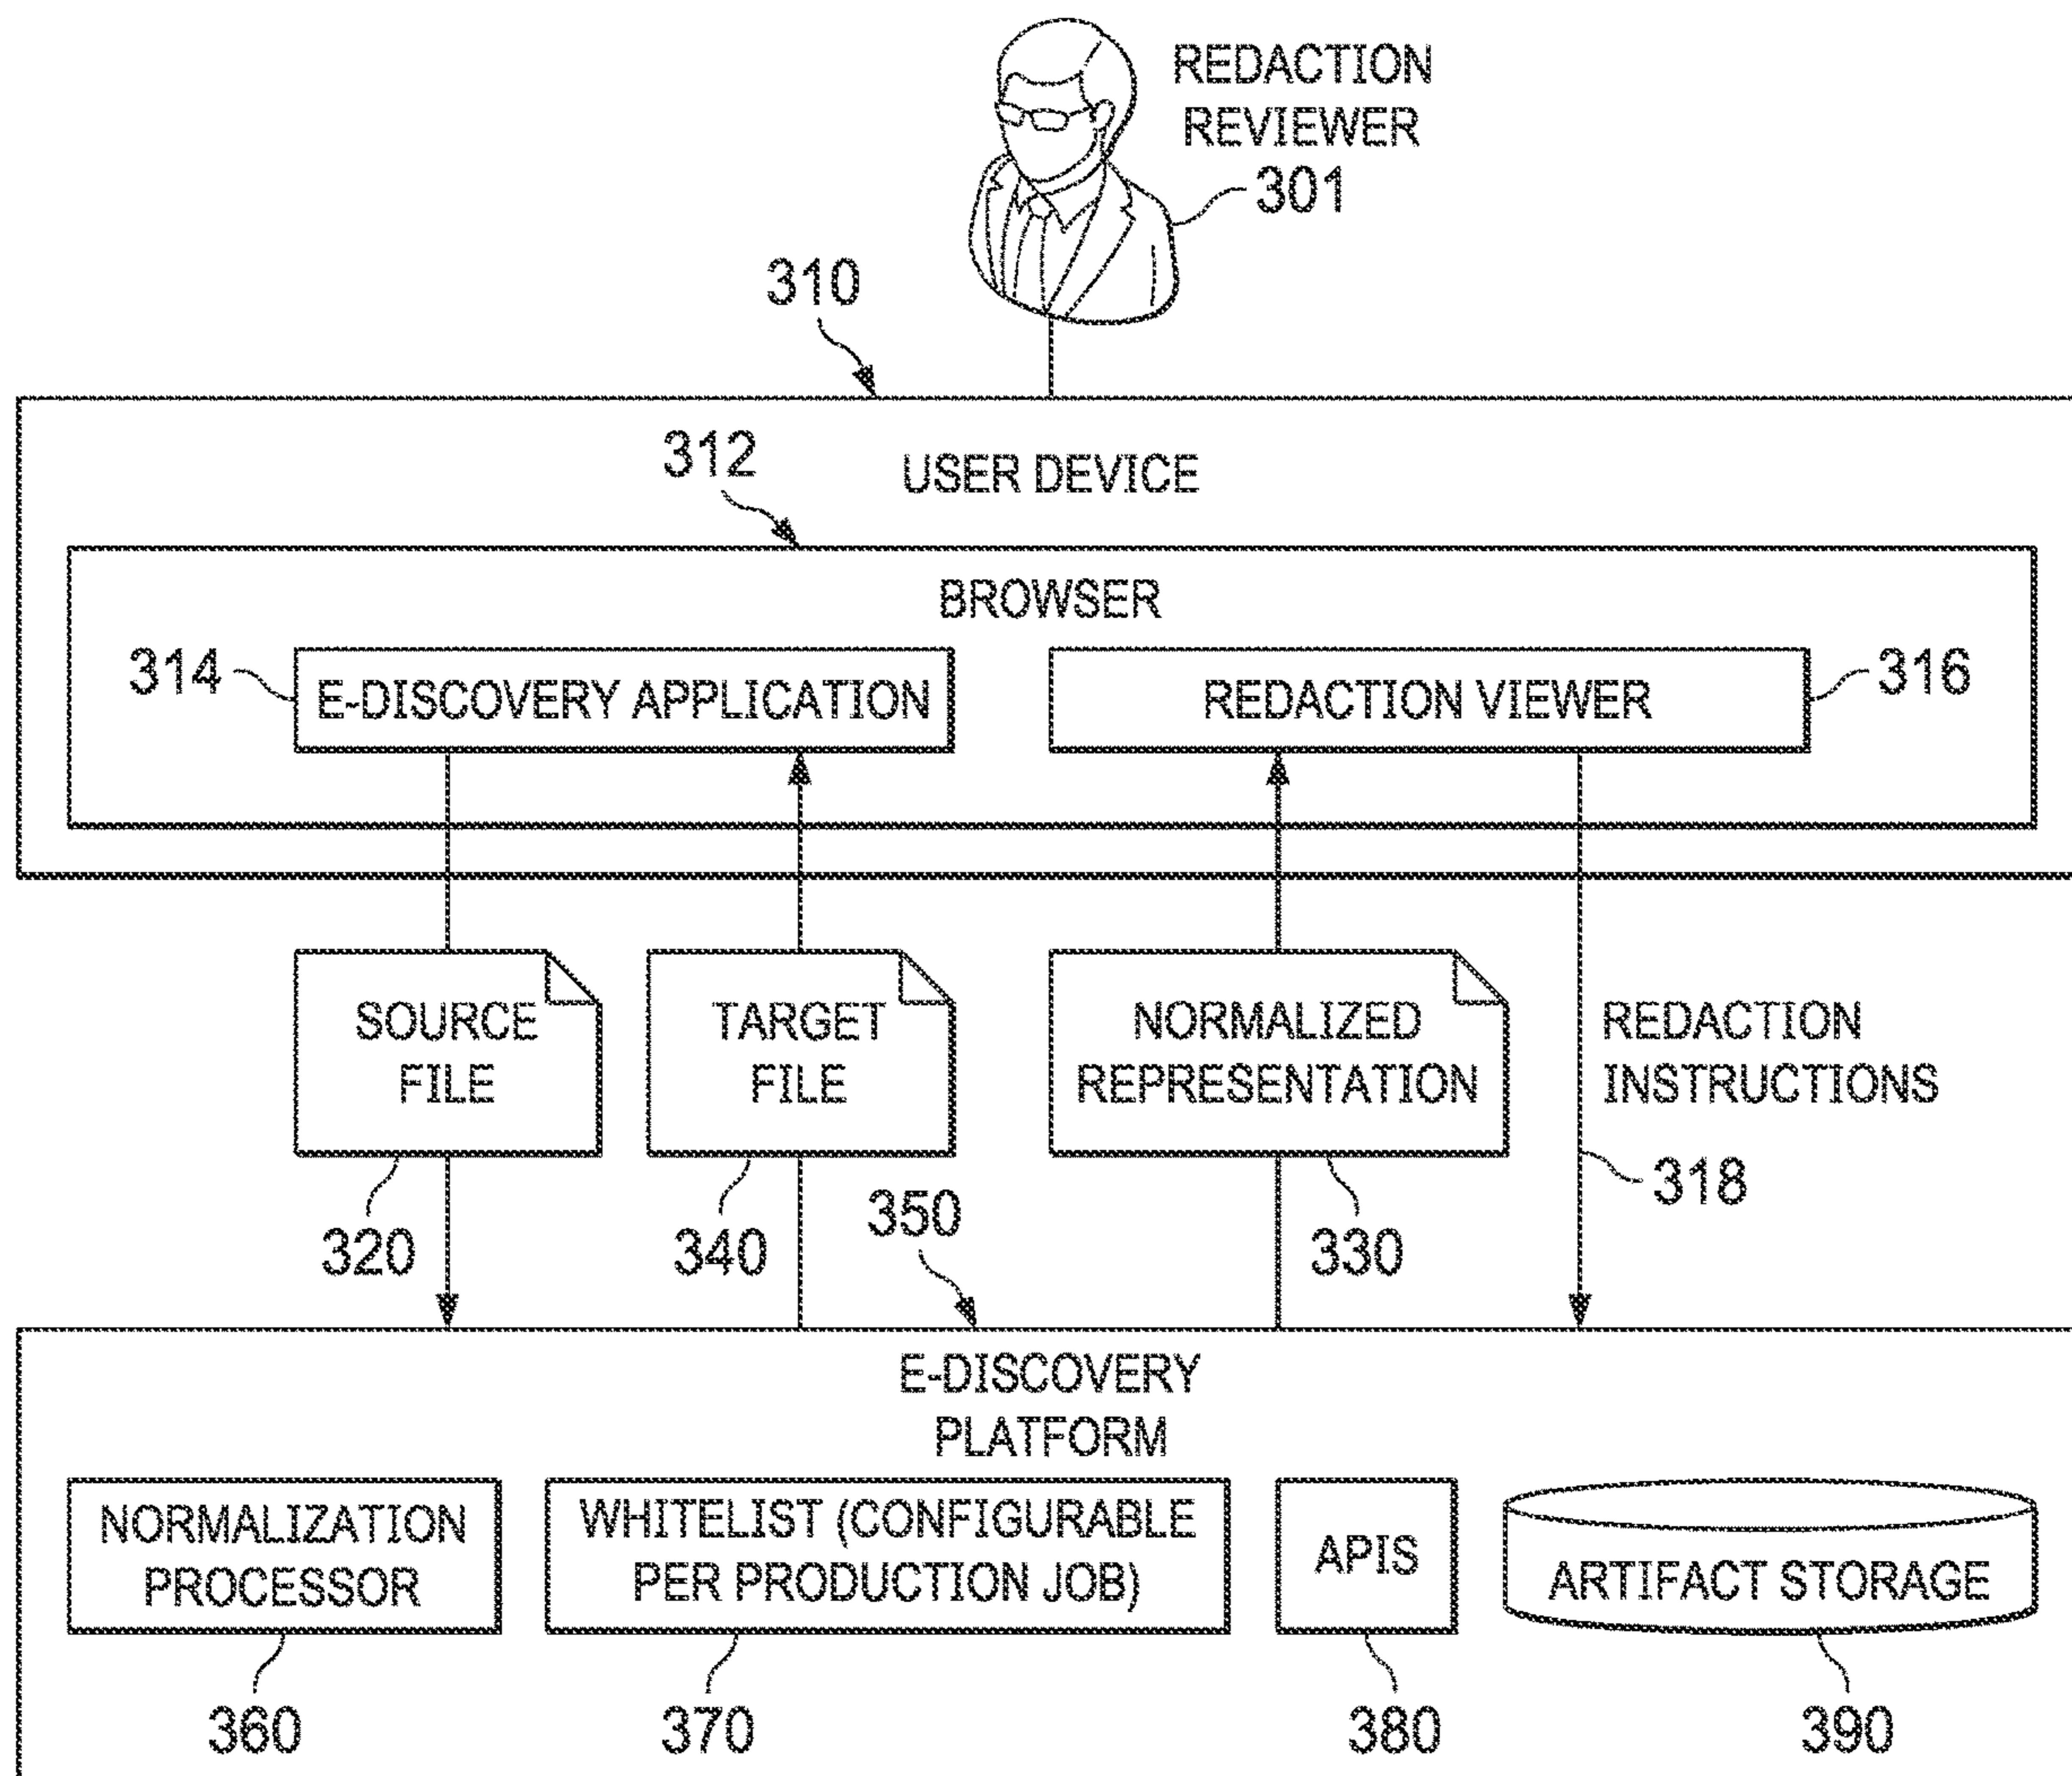 REDACTION
REVIEWER
301
310
312
USER DEVICE
BROWSER
314
E-DISCOVERY APPLICATION
REDACTION VIEWER
316
SOURCE
FILE
TARGET
FILE
NORMALIZED
REPRESENTATION
REDACTION
INSTRUCTIONS
320
340
350
330
318
E-DISCOVERY
PLATFORM
NORMALIZATION
PROCESSOR
WHITELIST (CONFIGURABLE
PER PRODUCTION JOB)
APIS
ARTIFACT STORAGE
360
370
380
390